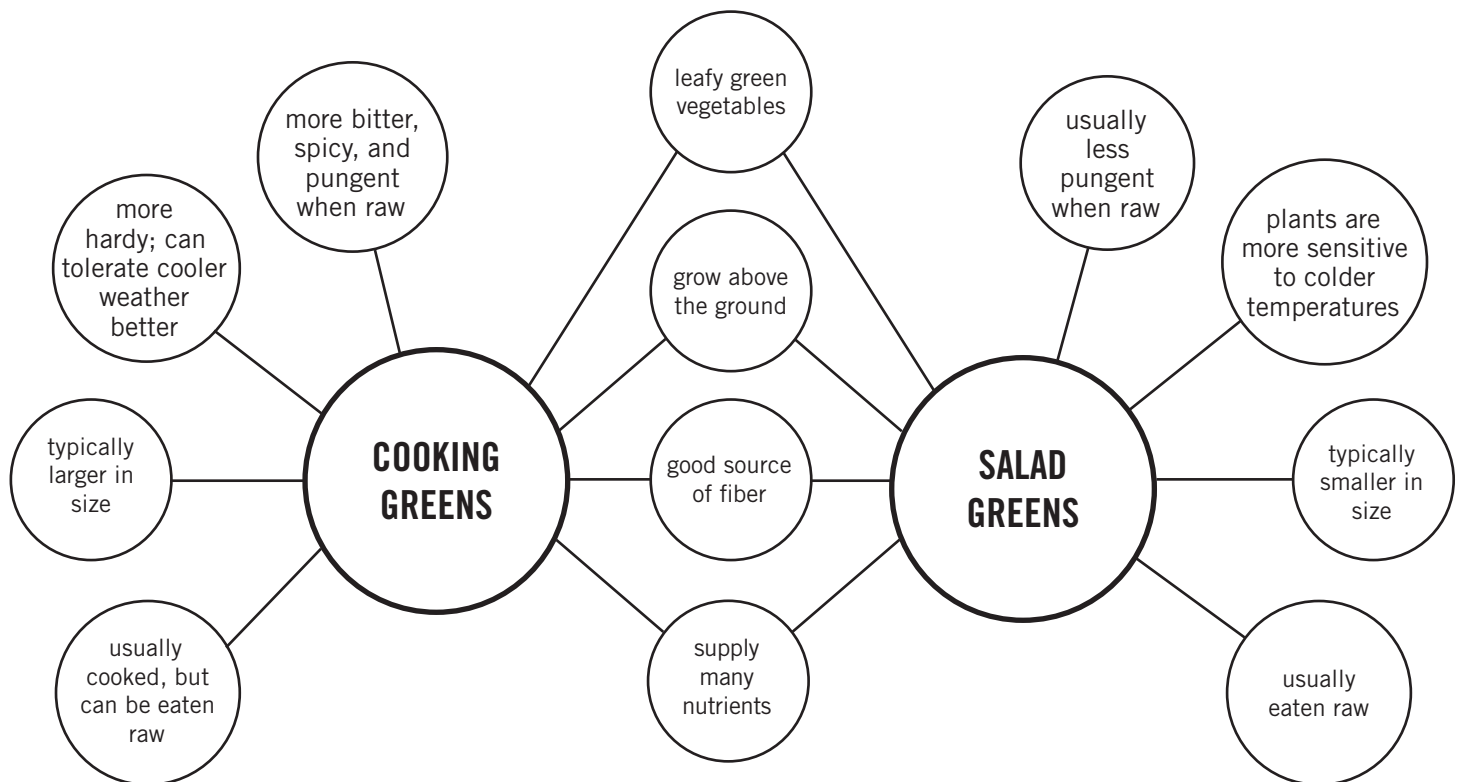 more bitter,
spicy, and
pungent
when raw
more
hardy; can
tolerate cooler
weather
better
typically
larger in
size
usually
cooked, but
can be eaten
raw
COOKING
GREENS
leafy green
vegetables
grow above
the ground
good source
of fiber
supply
many
nutrients
SALAD
GREENS
usually
less
pungent
when raw
plants are
more sensitive
to colder
temperatures
typically
smaller in
size
usually
eaten raw